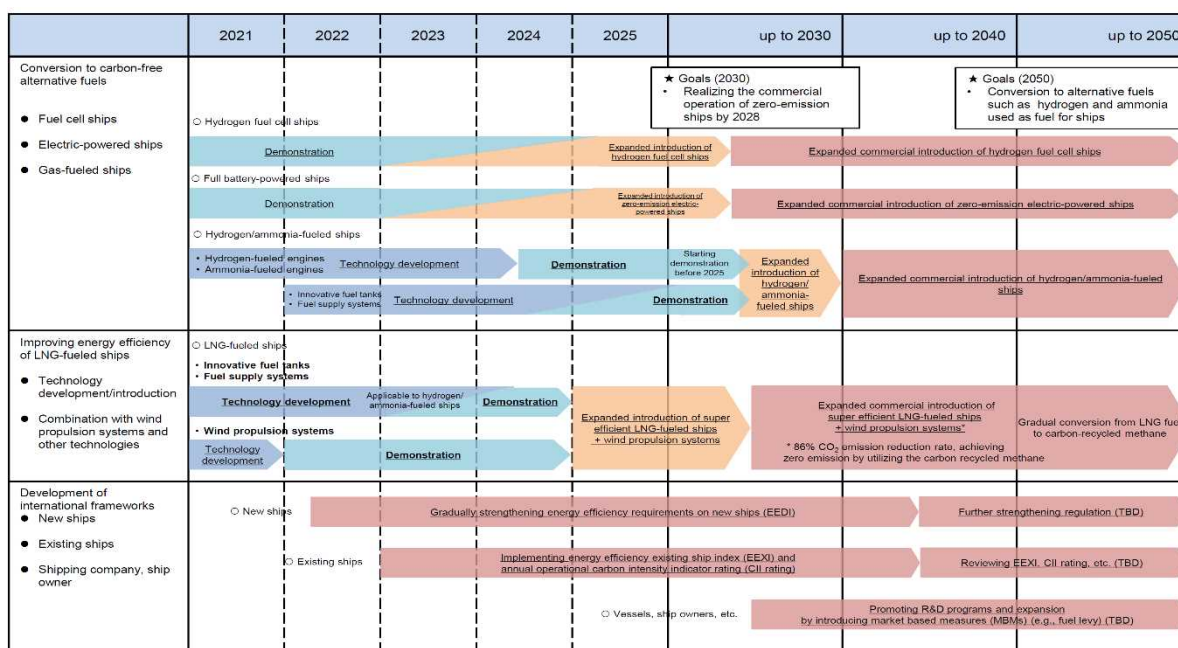 2021
2022
2023
2024
2025
up to 2030
up to 2040
up to 2050
Conversion to carbon-free
alternative fuels
● Fuel cell ships
● Electric-powered ships
● Gas-fueled ships
★ Goals (2030)
• Realizing the commercial
operation of zero-emission
ships by 2028
★ Goals (2050)
• Conversion to alternative fuels
such as hydrogen and ammonia
used as fuel for ships
○ Hydrogen fuel cell ships
Demonstration
Expanded introduction of
hydrogen fuel cell ships
Expanded commercial introduction of hydrogen fuel cell ships
○ Full battery-powered ships
Demonstration
Expanded introduction of
zero-emission electric-
powered ships
Expanded commercial introduction of zero-emission electric-powered ships
○ Hydrogen/ammonia-fueled ships
• Hydrogen-fueled engines
• Ammonia-fueled engines
Technology development
Demonstration
Starting
demonstration
before 2025
• Innovative fuel tanks
• Fuel supply systems
Technology development
Demonstration
Expanded
introduction of
hydrogen/
ammonia-
fueled ships
Expanded commercial introduction of hydrogen/ammonia-fueled
ships
Improving energy efficiency
of LNG-fueled ships
● Technology
development/introduction
● Combination with wind
propulsion systems and
other technologies
○ LNG-fueled ships
• Innovative fuel tanks
• Fuel supply systems
Technology development
Applicable to hydrogen/
ammonia-fueled ships
Demonstration
• Wind propulsion systems
Technology
development
Demonstration
Expanded introduction of super
efficient LNG-fueled ships
+ wind propulsion systems
Expanded commercial introduction of
super efficient LNG-fueled ships
+ wind propulsion systems*
* 86% CO2 emission reduction rate, achieving
zero emission by utilizing the carbon recycled methane
Gradual conversion from LNG fuel
to carbon-recycled methane
Development of
international frameworks
● New ships
● Existing ships
● Shipping company, ship
owner
○ New ships
Gradually strengthening energy efficiency requirements on new ships (EEDI)
Further strengthening regulation (TBD)
○ Existing ships
Implementing energy efficiency existing ship index (EEXI) and
annual operational carbon intensity indicator rating (CII rating)
Reviewing EEXI, CII rating, etc. (TBD)
○ Vessels, ship owners, etc.
Promoting R&D programs and expansion
by introducing market based measures (MBMs) (e.g., fuel levy) (TBD)